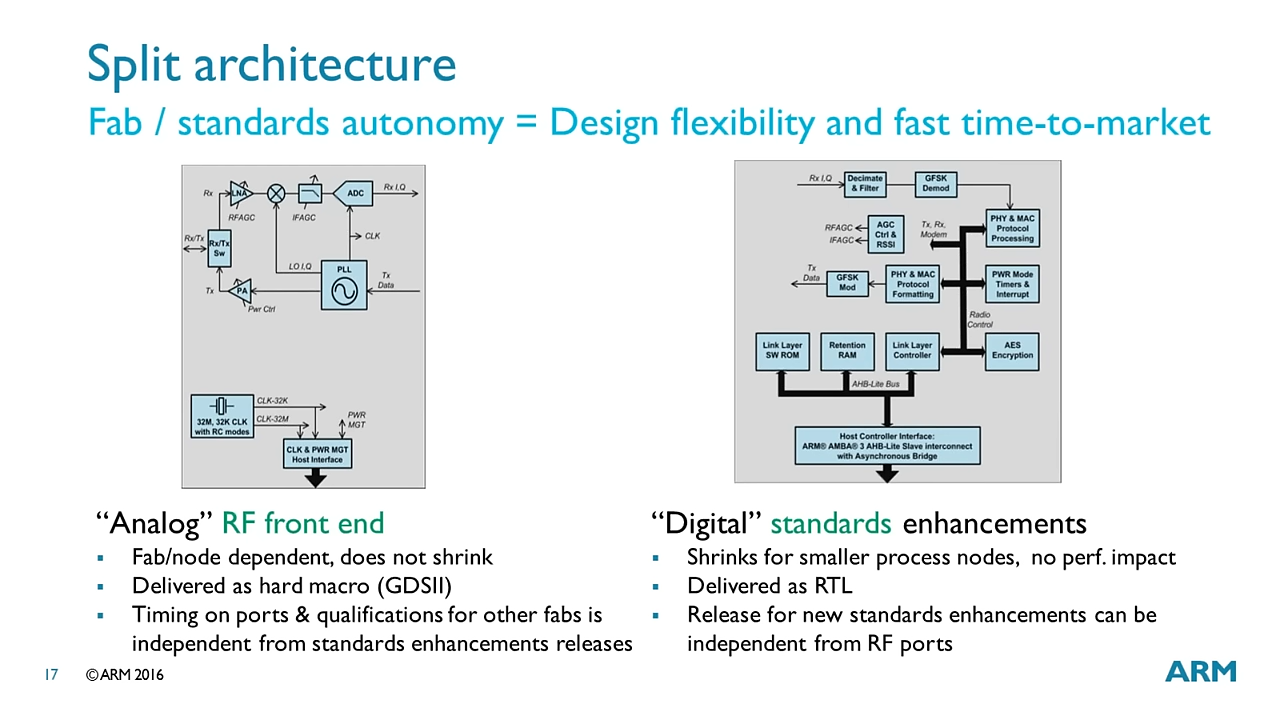 Split architecture
Fab / standards autonomy = Design flexibility and fast time-to-market
Rx
LNA
ADC
Rx I,Q
RFAGC
IFAGC
CLK
Rx/Tx
Rx/Tx
Sw
LO I,Q
PLL
Tx
Data
Tx
PA
Pwr Ctrl
32M, 32K CLK
with RC modes
CLK-32K
CLK-32M
PWR
MGT
CLK & PWR MGT
Host Interface
Rx I,Q
Decimate
& Filter
GFSK
Demod
RFAGC
IFAGC
AGC
Ctrl &
RSSI
Tx, Rx,
Modem
PHY & MAC
Protocol
Processing
Tx
Data
GFSK
Mod
PHY & MAC
Protocol
Formatting
PWR Mode
Timers &
Interrupt
Radio
Control
Link Layer
SW ROM
Retention
RAM
Link Layer
Controller
AES
Encryption
AHB-Lite Bus
Host Controller Interface:
ARM® AMBA® 3 AHB-Lite Slave interconnect
with Asynchronous Bridge
“Analog” RF front end
▪ Fab/node dependent, does not shrink
▪ Delivered as hard macro (GDSII)
▪ Timing on ports & qualifications for other fabs is
independent from standards enhancements releases
“Digital” standards enhancements
▪ Shrinks for smaller process nodes, no perf. impact
▪ Delivered as RTL
▪ Release for new standards enhancements can be
independent from RF ports
17 ©ARM 2016
ARM